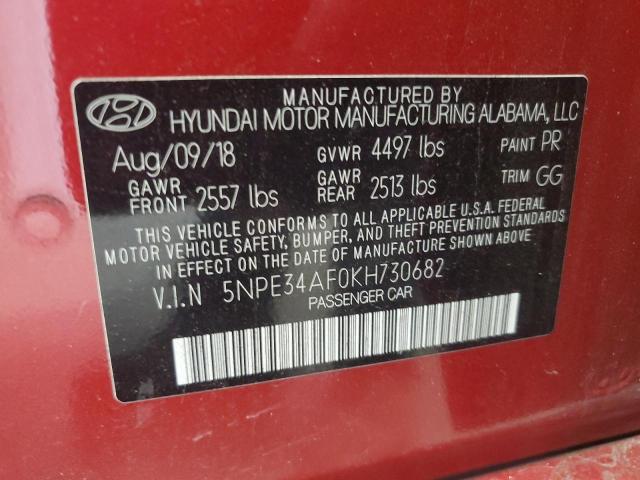 MANUFACTURED BY
HYUNDAI MOTOR MANUFACTURING ALABAMA, LLC
Aug/09/18 GVWR 4497 lbs PAINT PR
GAWR FRONT 2557 lbs GAWR REAR 2513 lbs TRIM GG
THIS VEHICLE CONFORMS TO ALL APPLICABLE U.S.A. FEDERAL
MOTOR VEHICLE SAFETY, BUMPER, AND THEFT PREVENTION STANDARDS
IN EFFECT ON THE DATE OF MANUFACTURE SHOWN ABOVE
V.I.N 5NPE34AF0KH730682
PASSENGER CAR